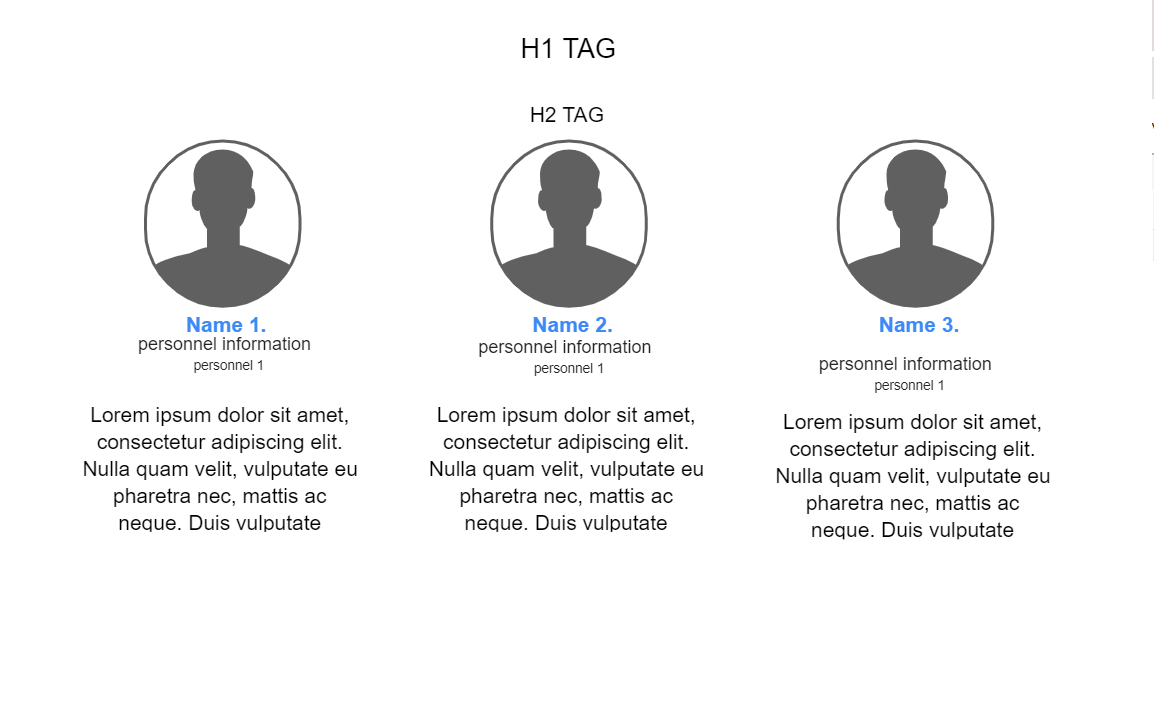 H1 TAG
H2 TAG
Name 1.
personnel information
personnel 1
Lorem ipsum dolor sit amet,
consectetur adipiscing elit.
Nulla quam velit, vulputate eu
pharetra nec, mattis ac
neque. Duis vulputate
Name 2.
personnel information
personnel 1
Lorem ipsum dolor sit amet,
consectetur adipiscing elit.
Nulla quam velit, vulputate eu
pharetra nec, mattis ac
neque. Duis vulputate
Name 3.
personnel information
personnel 1
Lorem ipsum dolor sit amet,
consectetur adipiscing elit.
Nulla quam velit, vulputate eu
pharetra nec, mattis ac
neque. Duis vulputate